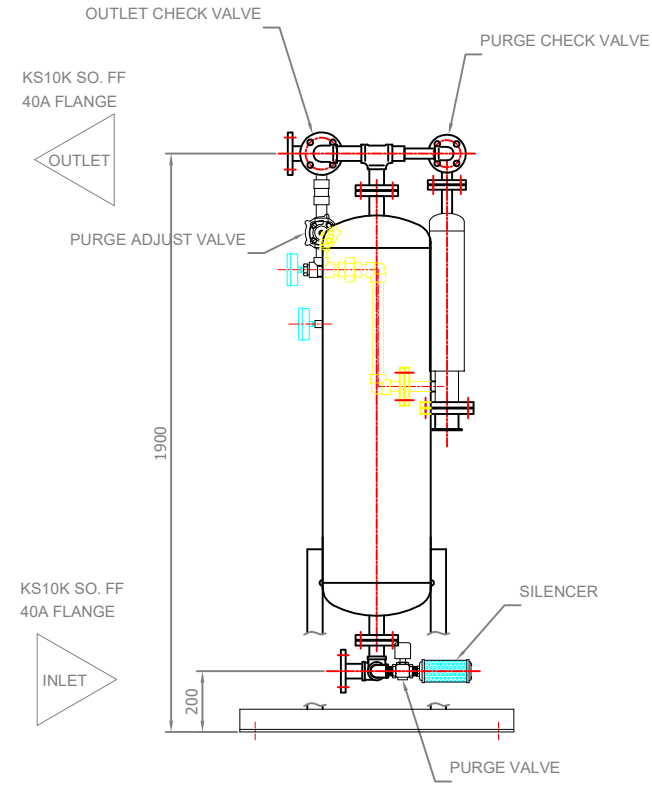 OUTLET CHECK VALVE
PURGE CHECK VALVE
KS10K SO. FF
40A FLANGE
OUTLET
PURGE ADJUST VALVE
1900
KS10K SO. FF
40A FLANGE
SILENCER
INLET
200
PURGE VALVE